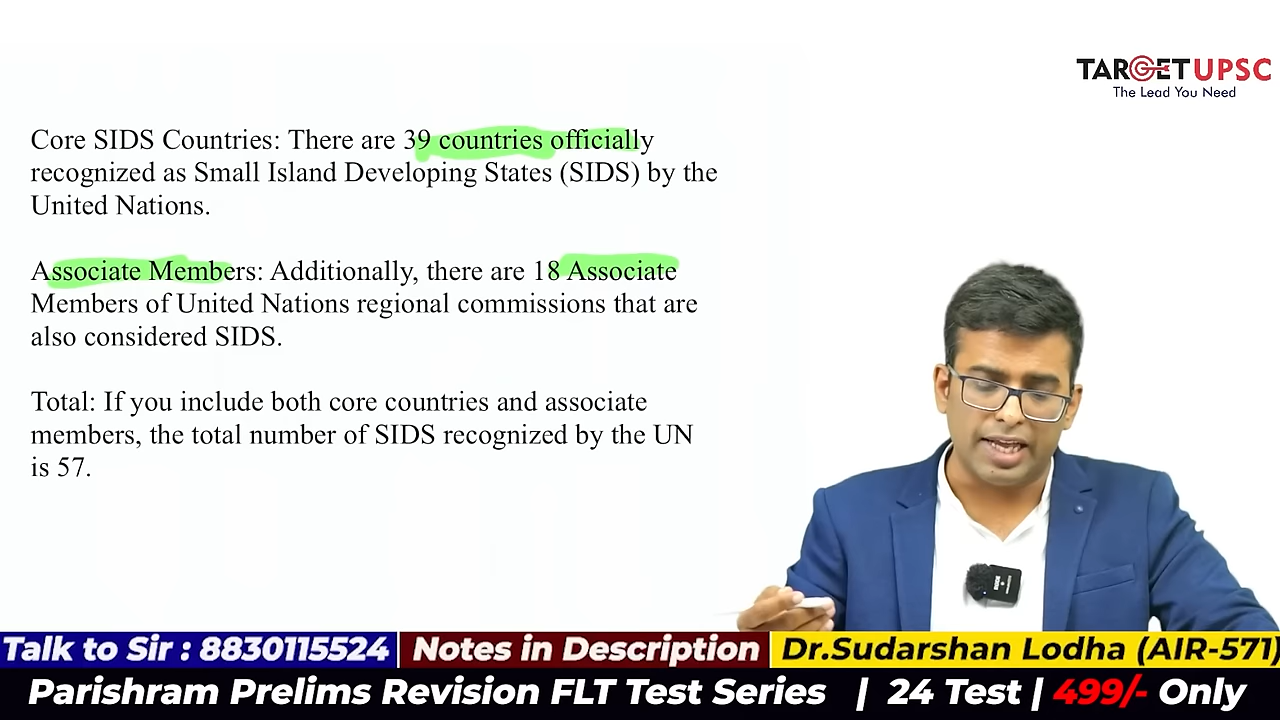 TARGETUPSC
The Lead You Need
Core SIDS Countries: There are 39 countries officially
recognized as Small Island Developing States (SIDS) by the
United Nations.
Associate Members: Additionally, there are 18 Associate
Members of United Nations regional commissions that are
also considered SIDS.
Total: If you include both core countries and associate
members, the total number of SIDS recognized by the UN
is 57.
Talk to Sir : 8830115524
Notes in Description
Dr.Sudarshan Lodha (AIR-571)
Parishram Prelims Revision FLT Test Series | 24 Test | 499/- Only